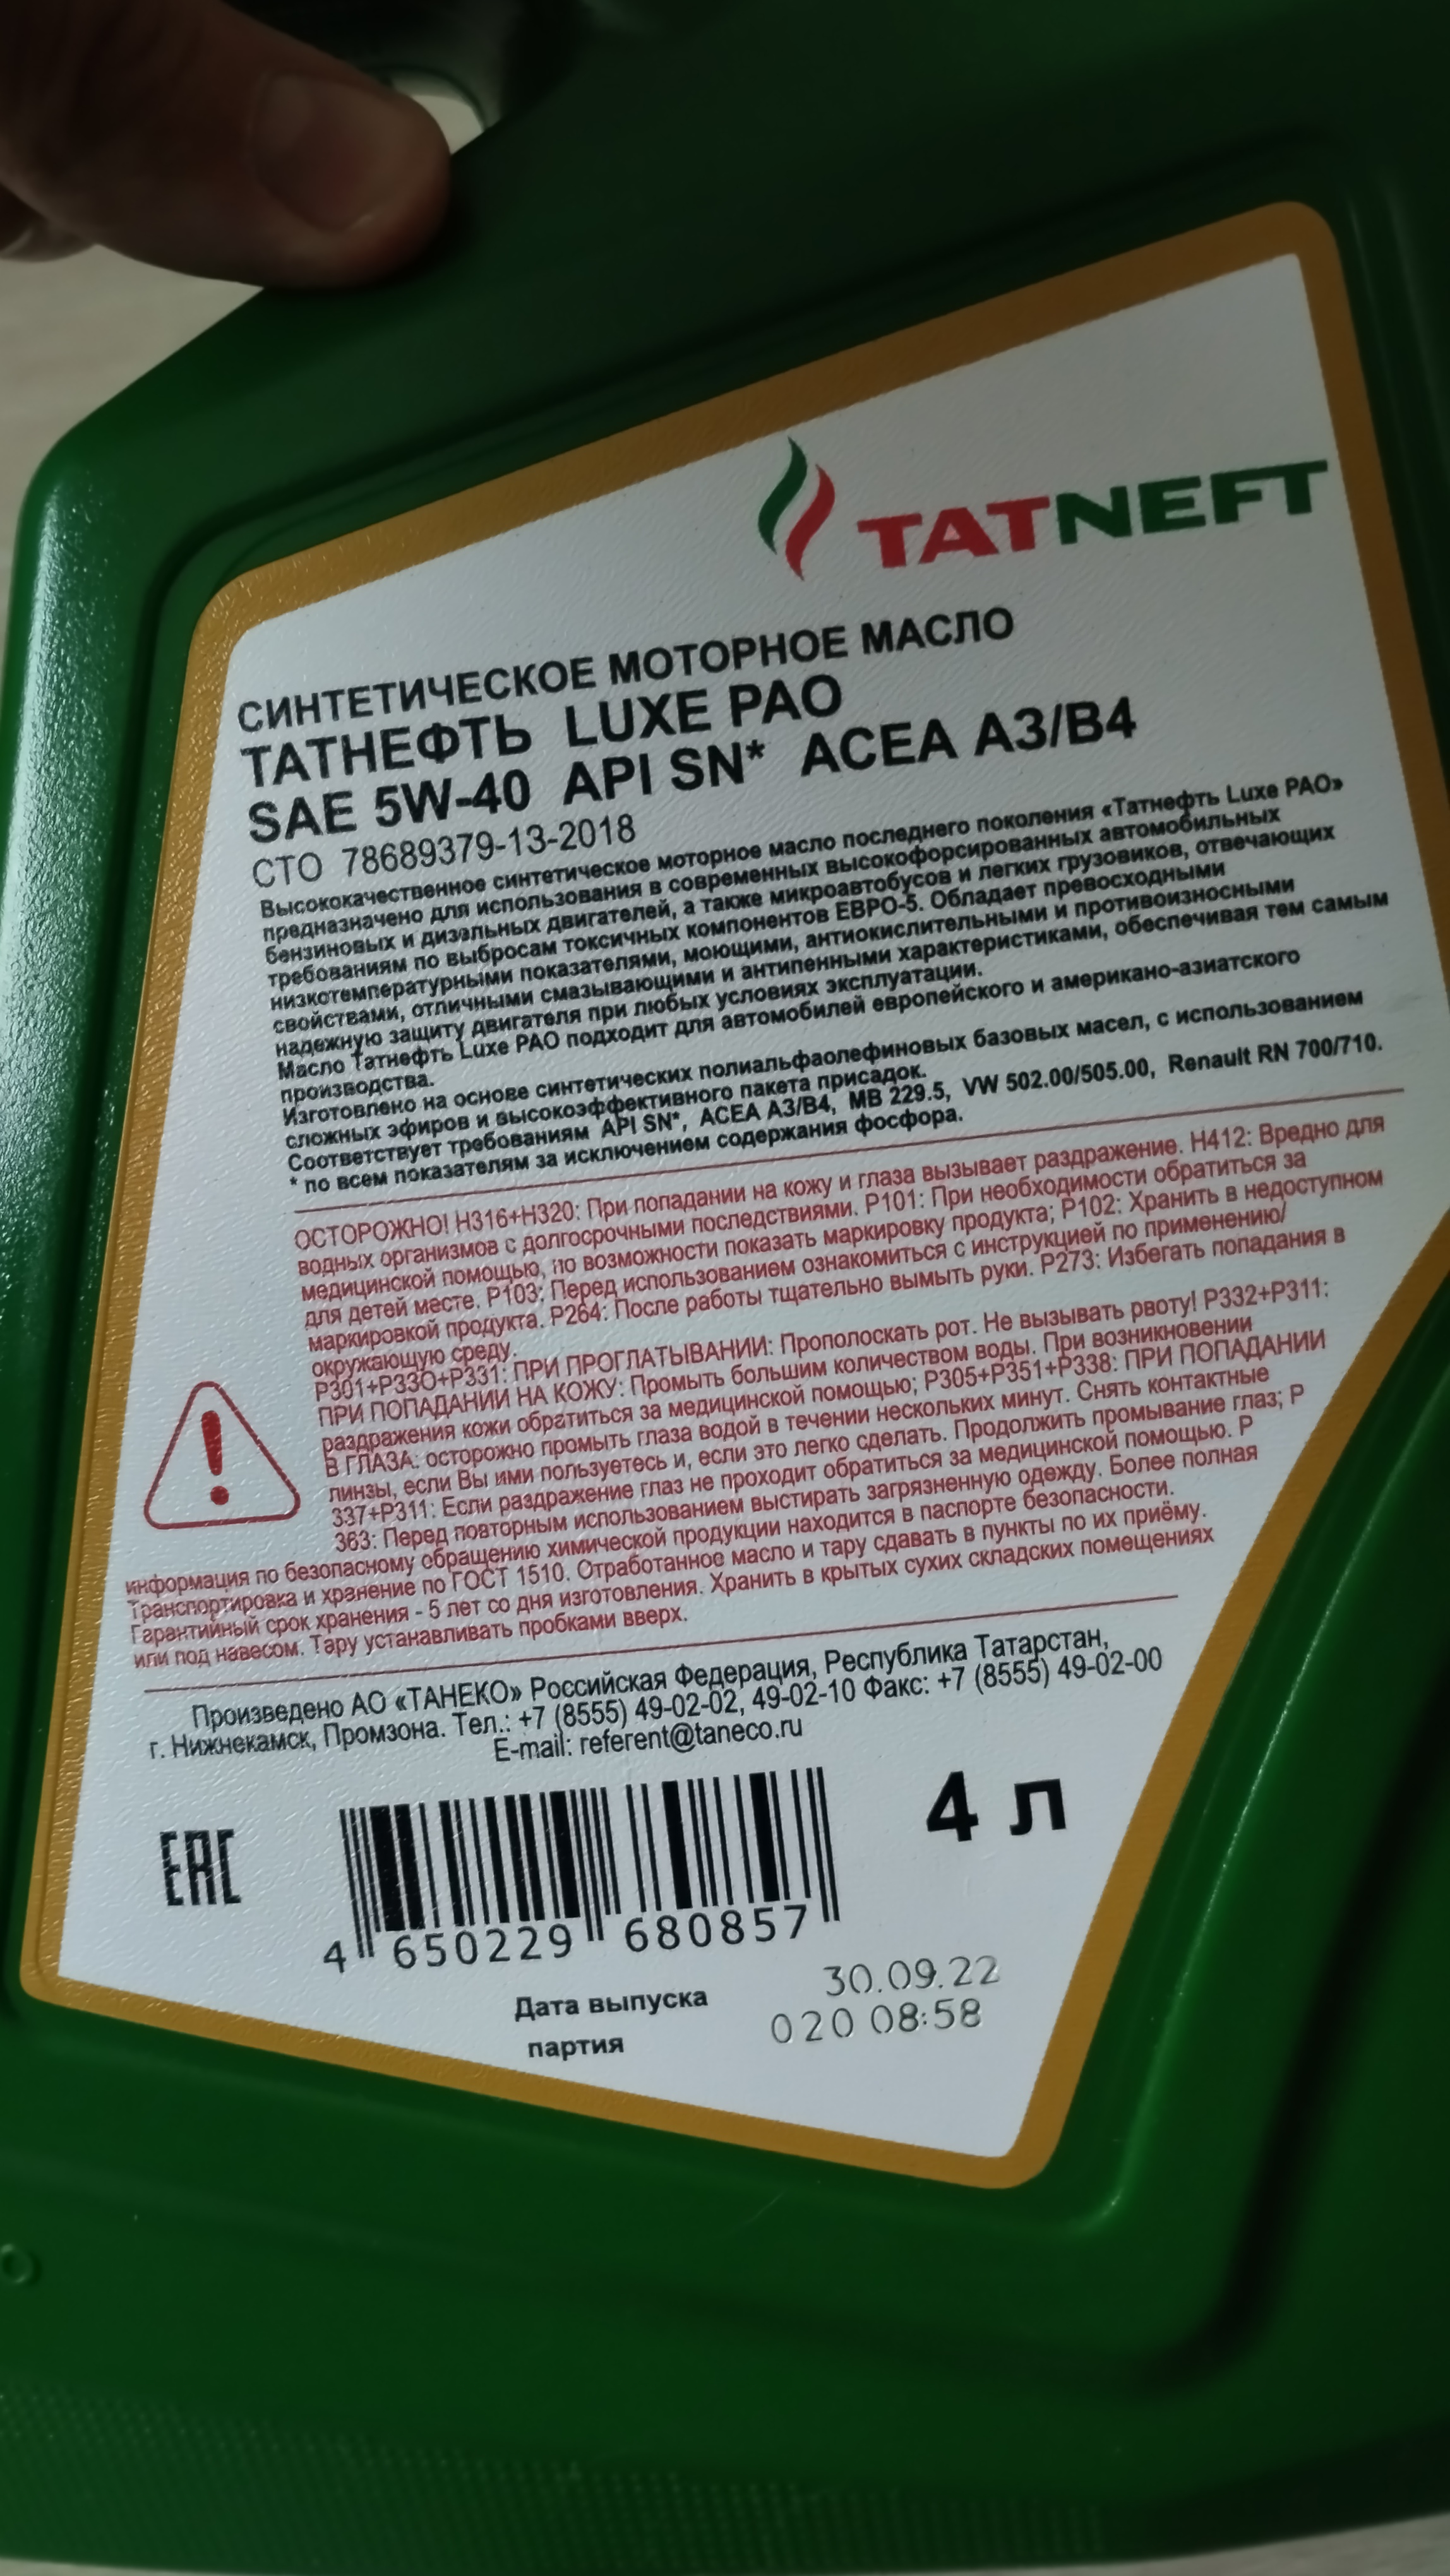 TATNEFT
СИНТЕТИЧЕСКОЕ МОТОРНОЕ МАСЛО
ТАТНЕФТЬ LUXE PAO
SAE 5W-40 API SN* ACEA A3/B4
СТО 78689379-13-2018
Высококачественное синтетическое моторное масло последнего поколения «Татнефть Luxe PAO»
предназначено для использования в современных высокофорсированных автомобильных
бензиновых и дизельных двигателей, а также микроавтобусов и легких грузовиков, отвечающих
требованиям по выбросам токсичных компонентов ЕВРО-5. Обладает превосходными
низкотемпературными показателями, моющими, антиокислительными и противоизносными
свойствами, отличными смазывающими и антипенными характеристиками, обеспечивая тем самым
надежную защиту двигателя при любых условиях эксплуатации.
Масло Татнефть Luxe PAO подходит для автомобилей европейского и американо-азиатского
производства.
Изготовлено на основе синтетических полиальфаолефиновых базовых масел, с использованием
сложных эфиров и высокоэффективного пакета присадок.
Соответствует требованиям API SN*, ACEA A3/B4, MB 229.5, VW 502.00/505.00, Renault RN 700/710.
* по всем показателям за исключением содержания фосфора.
ОСТОРОЖНО! H316+H320: При попадании на кожу и глаза вызывает раздражение. H412: Вредно для
водных организмов с долгосрочными последствиями. P101: При необходимости обратиться за
медицинской помощью, по возможности показать маркировку продукта; P102: Хранить в недоступном
для детей месте. P103: Перед использованием ознакомиться с инструкцией по применению/
маркировкой продукта. P264: После работы тщательно вымыть руки. P273: Избегать попадания в
окружающую среду.
P301+P330+P331: ПРИ ПРОГЛАТЫВАНИИ: Прополоскать рот. Не вызывать рвоту! P332+P311:
ПРИ ПОПАДАНИИ НА КОЖУ: Промыть большим количеством воды. При возникновении
раздражения кожи обратиться за медицинской помощью; P305+P351+P338: ПРИ ПОПАДАНИИ
В ГЛАЗА: осторожно промыть глаза водой в течении нескольких минут. Снять контактные
линзы, если Вы ими пользуетесь и, если это легко сделать. Продолжить промывание глаз; P
337+P311: Если раздражение глаз не проходит обратиться за медицинской помощью. P
363: Перед повторным использованием выстирать загрязненную одежду. Более полная
информация по безопасному обращению химической продукции находится в паспорте безопасности.
Транспортировка и хранение по ГОСТ 1510. Отработанное масло и тару сдавать в пункты по их приёму.
Гарантийный срок хранения - 5 лет со дня изготовления. Хранить в крытых сухих складских помещениях
или под навесом. Тару устанавливать пробками вверх.
Произведено АО «ТАНЕКО» Российская Федерация, Республика Татарстан,
г. Нижнекамск, Промзона. Тел.: +7 (8555) 49-02-02, 49-02-10 Факс: +7 (8555) 49-02-00
E-mail: referent@taneco.ru
EAC
4 л
4 650229 680857
Дата выпуска 30.09.22
партия 020 08:58